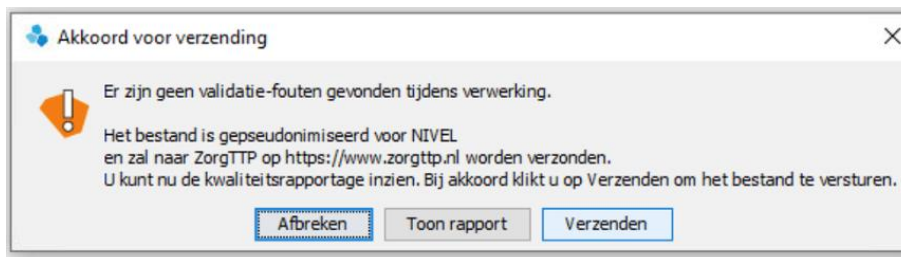 Akkoord voor verzending
Er zijn geen validatie-fouten gevonden tijdens verwerking.
Het bestand is gepseudonimiseerd voor NIVEL
en zal naar ZorgTTP op https://www.zorgttp.nl worden verzonden.
U kunt nu de kwaliteitsrapportage inzien. Bij akkoord klikt u op Verzenden om het bestand te versturen.
Afbreken Toon rapport Verzenden